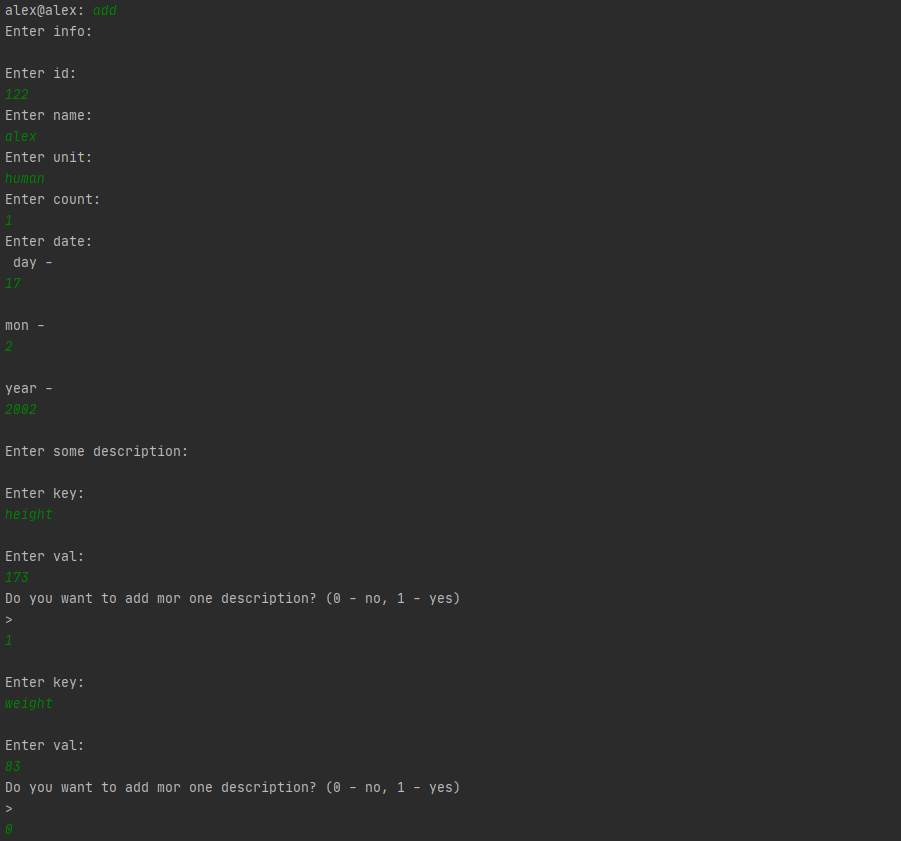 alex@alex: add
Enter info:
Enter id:
122
Enter name:
alex
Enter unit:
human
Enter count:
1
Enter date:
day -
17
mon -
2
year -
2002
Enter some description:
Enter key:
height
Enter val:
173
Do you want to add mor one description? (0 - no, 1 - yes)
>
1
Enter key:
weight
Enter val:
83
Do you want to add mor one description? (0 - no, 1 - yes)
>
0